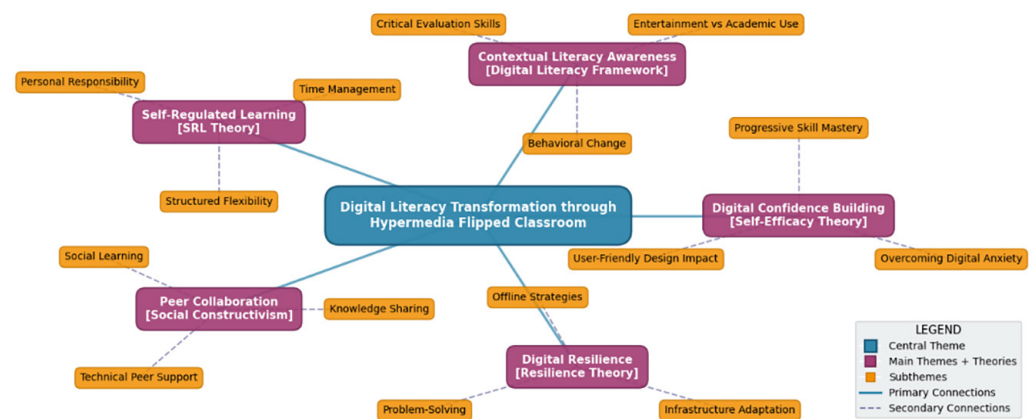 Critical Evaluation Skills
Entertainment vs Academic Use
Contextual Literacy Awareness
[Digital Literacy Framework]
Behavioral Change
Personal Responsibility
Time Management
Self-Regulated Learning
[SRL Theory]
Structured Flexibility
Progressive Skill Mastery
Digital Literacy Transformation through
Hypermedia Flipped Classroom
Digital Confidence Building
[Self-Efficacy Theory]
User-Friendly Design Impact
Overcoming Digital Anxiety
Social Learning
Peer Collaboration
[Social Constructivism]
Knowledge Sharing
Technical Peer Support
Offline Strategies
Digital Resilience
[Resilience Theory]
Problem-Solving
Infrastructure Adaptation
LEGEND
Central Theme
Main Themes + Theories
Subthemes
Primary Connections
Secondary Connections